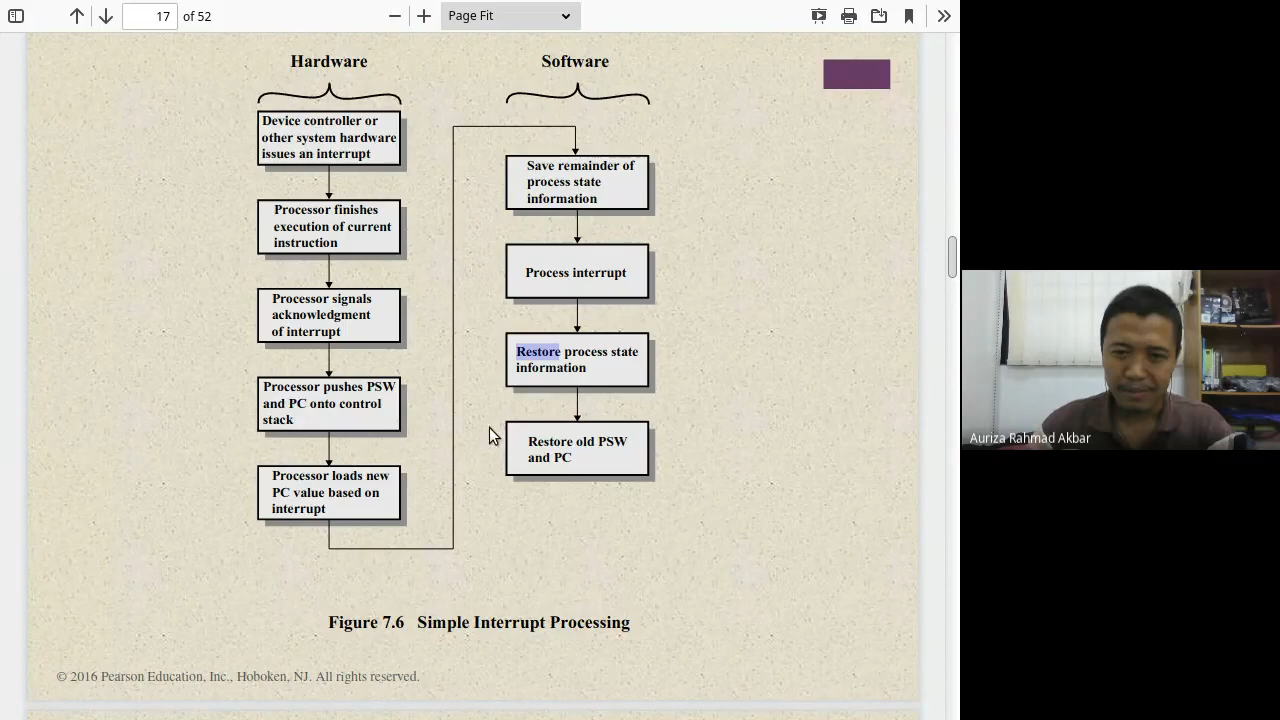 17
of 52
Page Fit
Hardware
Device controller or
other system hardware
issues an interrupt
Processor finishes
execution of current
instruction
Processor signals
acknowledgment
of interrupt
Processor pushes PSW
and PC onto control
stack
Processor loads new
PC value based on
interrupt
Software
Save remainder of
process state
information
Process interrupt
Restore process state
information
Restore old PSW
and PC
Figure 7.6 Simple Interrupt Processing
© 2016 Pearson Education, Inc., Hoboken, NJ. All rights reserved.
Auriza Rahmad Akbar